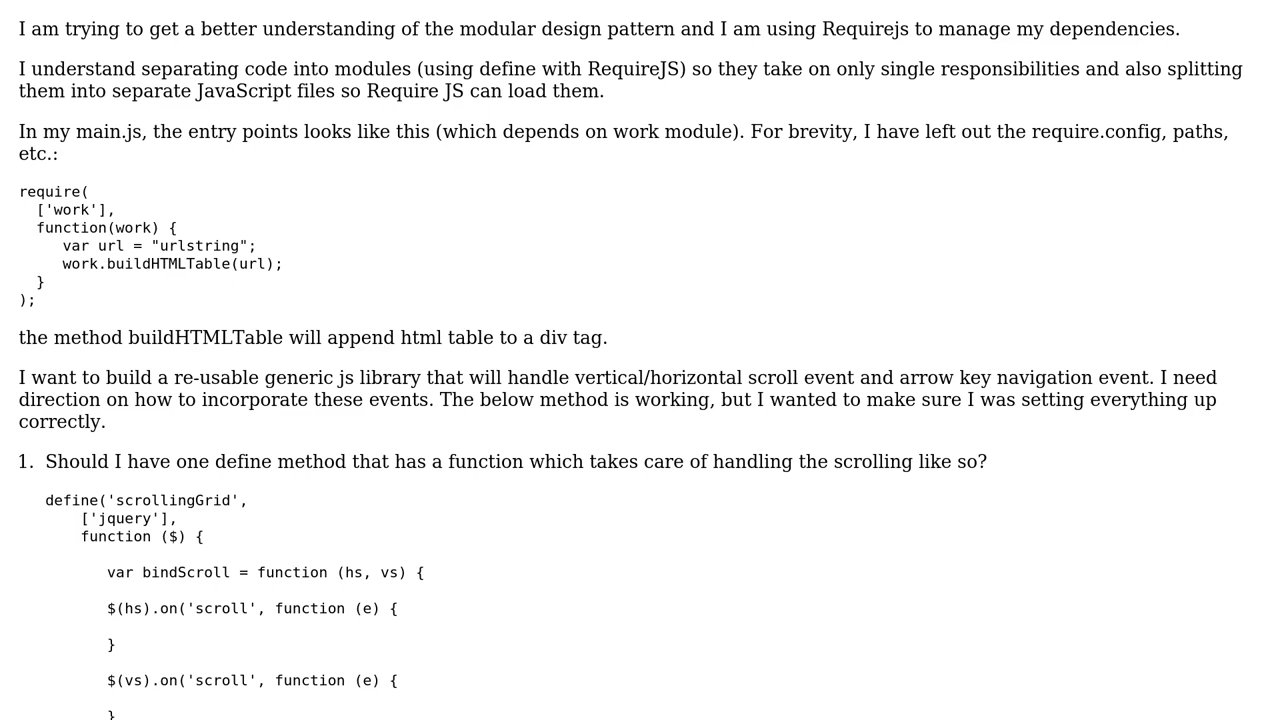 I am trying to get a better understanding of the modular design pattern and I am using Requirejs to manage my dependencies.
I understand separating code into modules (using define with RequireJS) so they take on only single responsibilities and also splitting
them into separate JavaScript files so Require JS can load them.
In my main.js, the entry points looks like this (which depends on work module). For brevity, I have left out the require.config, paths,
etc.:
require(
  ['work'],
  function(work) {
     var url = "urlstring";
     work.buildHTMLTable(url);
  }
);
the method buildHTMLTable will append html table to a div tag.
I want to build a re-usable generic js library that will handle vertical/horizontal scroll event and arrow key navigation event. I need
direction on how to incorporate these events. The below method is working, but I wanted to make sure I was setting everything up
correctly.
1. Should I have one define method that has a function which takes care of handling the scrolling like so?
define('scrollingGrid',
    ['jquery'],
    function ($) {
       var bindScroll = function (hs, vs) {
       $(hs).on('scroll', function (e) {
       }
       $(vs).on('scroll', function (e) {
       }